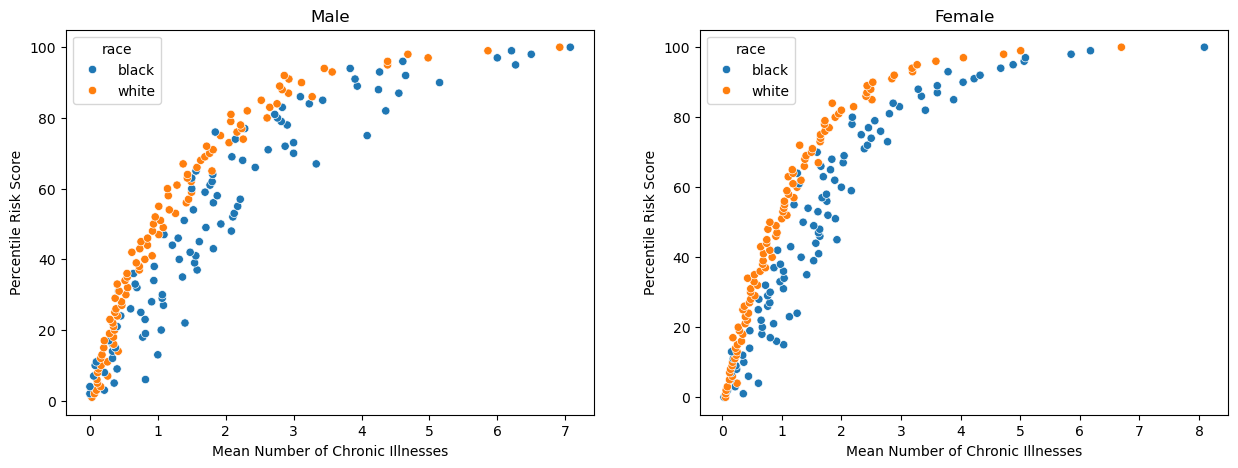 Male
race
black
white
100
80
60
40
20
0
Percentile Risk Score
0 1 2 3 4 5 6 7
Mean Number of Chronic Illnesses
Female
race
black
white
100
80
60
40
20
0
Percentile Risk Score
0 1 2 3 4 5 6 7 8
Mean Number of Chronic Illnesses